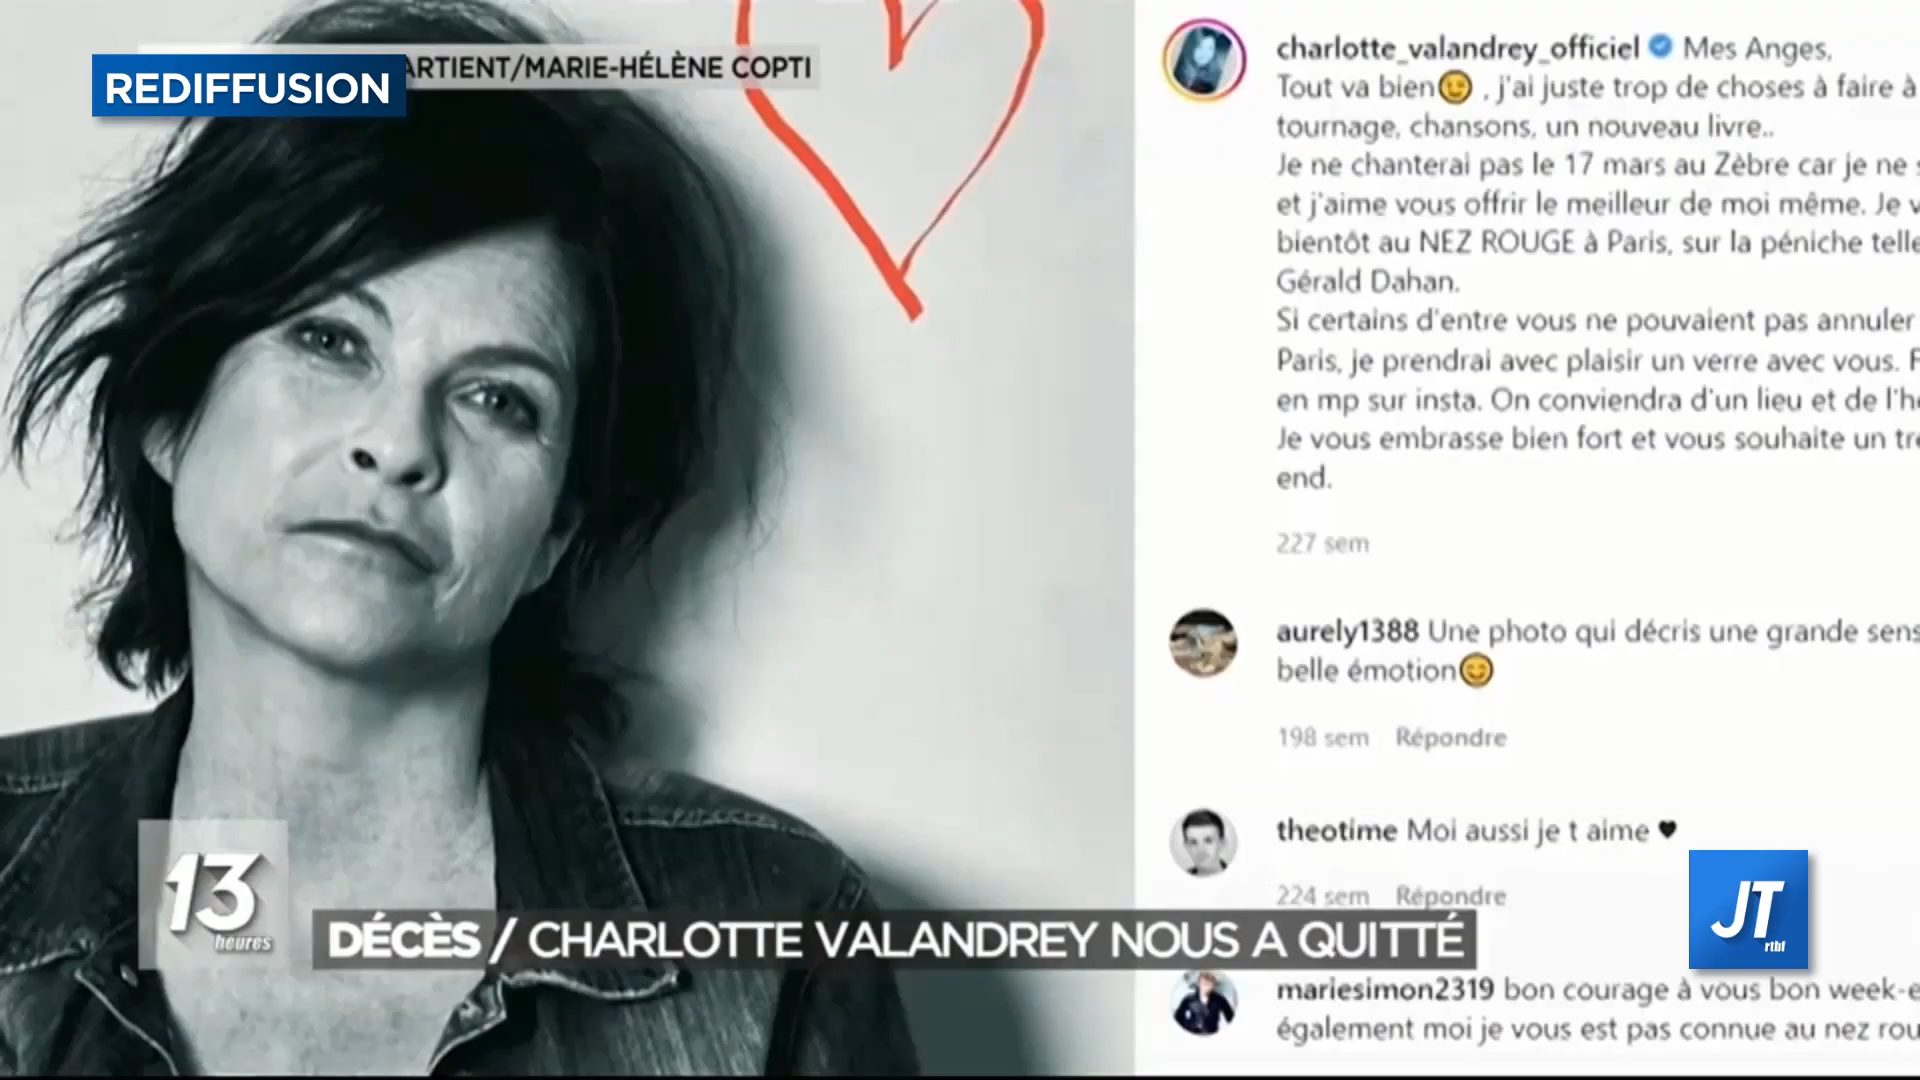 REDIFFUSION
ARTIENT/MARIE-HÉLÈNE COPTI
charlotte_valandrey_officiel Mes Anges,
Tout va bien😉 , j'ai juste trop de choses à faire à
tournage, chansons, un nouveau livre..
Je ne chanterai pas le 17 mars au Zèbre car je ne
et j'aime vous offrir le meilleur de moi même. Je
bientôt au NEZ ROUGE à Paris, sur la péniche telle
Gérald Dahan.
Si certains d'entre vous ne pouvaient pas annuler
Paris, je prendrai avec plaisir un verre avec vous.
en mp sur insta. On conviendra d'un lieu et de l'h
Je vous embrasse bien fort et vous souhaite un tr
end.
227 sem
aurely1388 Une photo qui décris une grande sens
belle émotion😊
198 sem Répondre
theotime Moi aussi je t aime ♥
224 sem Répondre
13
heures
DÉCÈS / CHARLOTTE VALANDREY NOUS A QUITTÉ
JT
rtbf
mariesimon2319 bon courage à vous bon week-e
également moi je vous est pas connue au nez rou